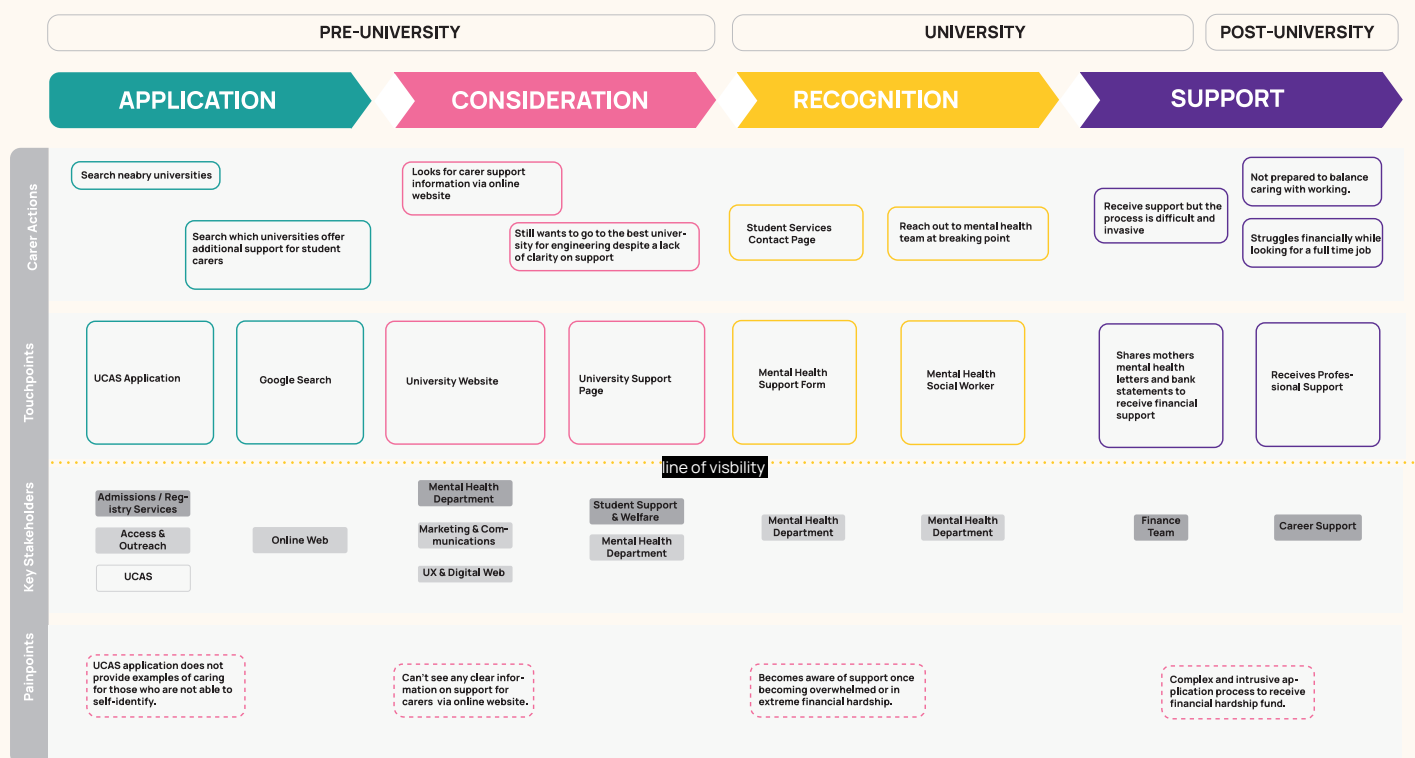 PRE-UNIVERSITY
UNIVERSITY
POST-UNIVERSITY
APPLICATION
CONSIDERATION
RECOGNITION
SUPPORT
Carer Actions
Search neabry universities
Search which universities offer
additional support for student
carers
Looks for carer support
information via online
website
Still wants to go to the best univer-
sity for engineering despite a lack
of clarity on support
Student Services
Contact Page
Reach out to mental health
team at breaking point
Receive support but the
process is difficult and
invasive
Not prepared to balance
caring with working.
Struggles financially while
looking for a full time job
Touchpoints
UCAS Application
Google Search
University Website
University Support
Page
Mental Health
Support Form
Mental Health
Social Worker
Shares mothers
mental health
letters and bank
statements to
receive financial
support
Receives Profes-
sional Support
line of visbility
Key Stakeholders
Admissions / Reg-
istry Services
Access &
Outreach
UCAS
Online Web
Mental Health
Department
Marketing & Com-
munications
UX & Digital Web
Student Support
& Welfare
Mental Health
Department
Mental Health
Department
Mental Health
Department
Finance
Team
Career Support
Painpoints
UCAS application does not
provide examples of caring
for those who are not able to
self-identify.
Can't see any clear infor-
mation on support for
carers via online website.
Becomes aware of support once
becoming overwhelmed or in
extreme financial hardship.
Complex and intrusive ap-
plication process to receive
financial hardship fund.